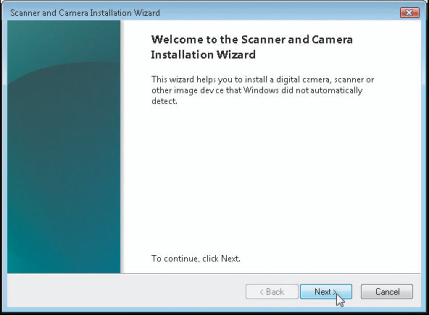 Scanner and Camera Installation Wizard
Welcome to the Scanner and Camera
Installation Wizard
This wizard helps you to install a digital camera, scanner or
other image device that Windows did not automatically
detect.
To continue, click Next.
< Back
Next >
Cancel